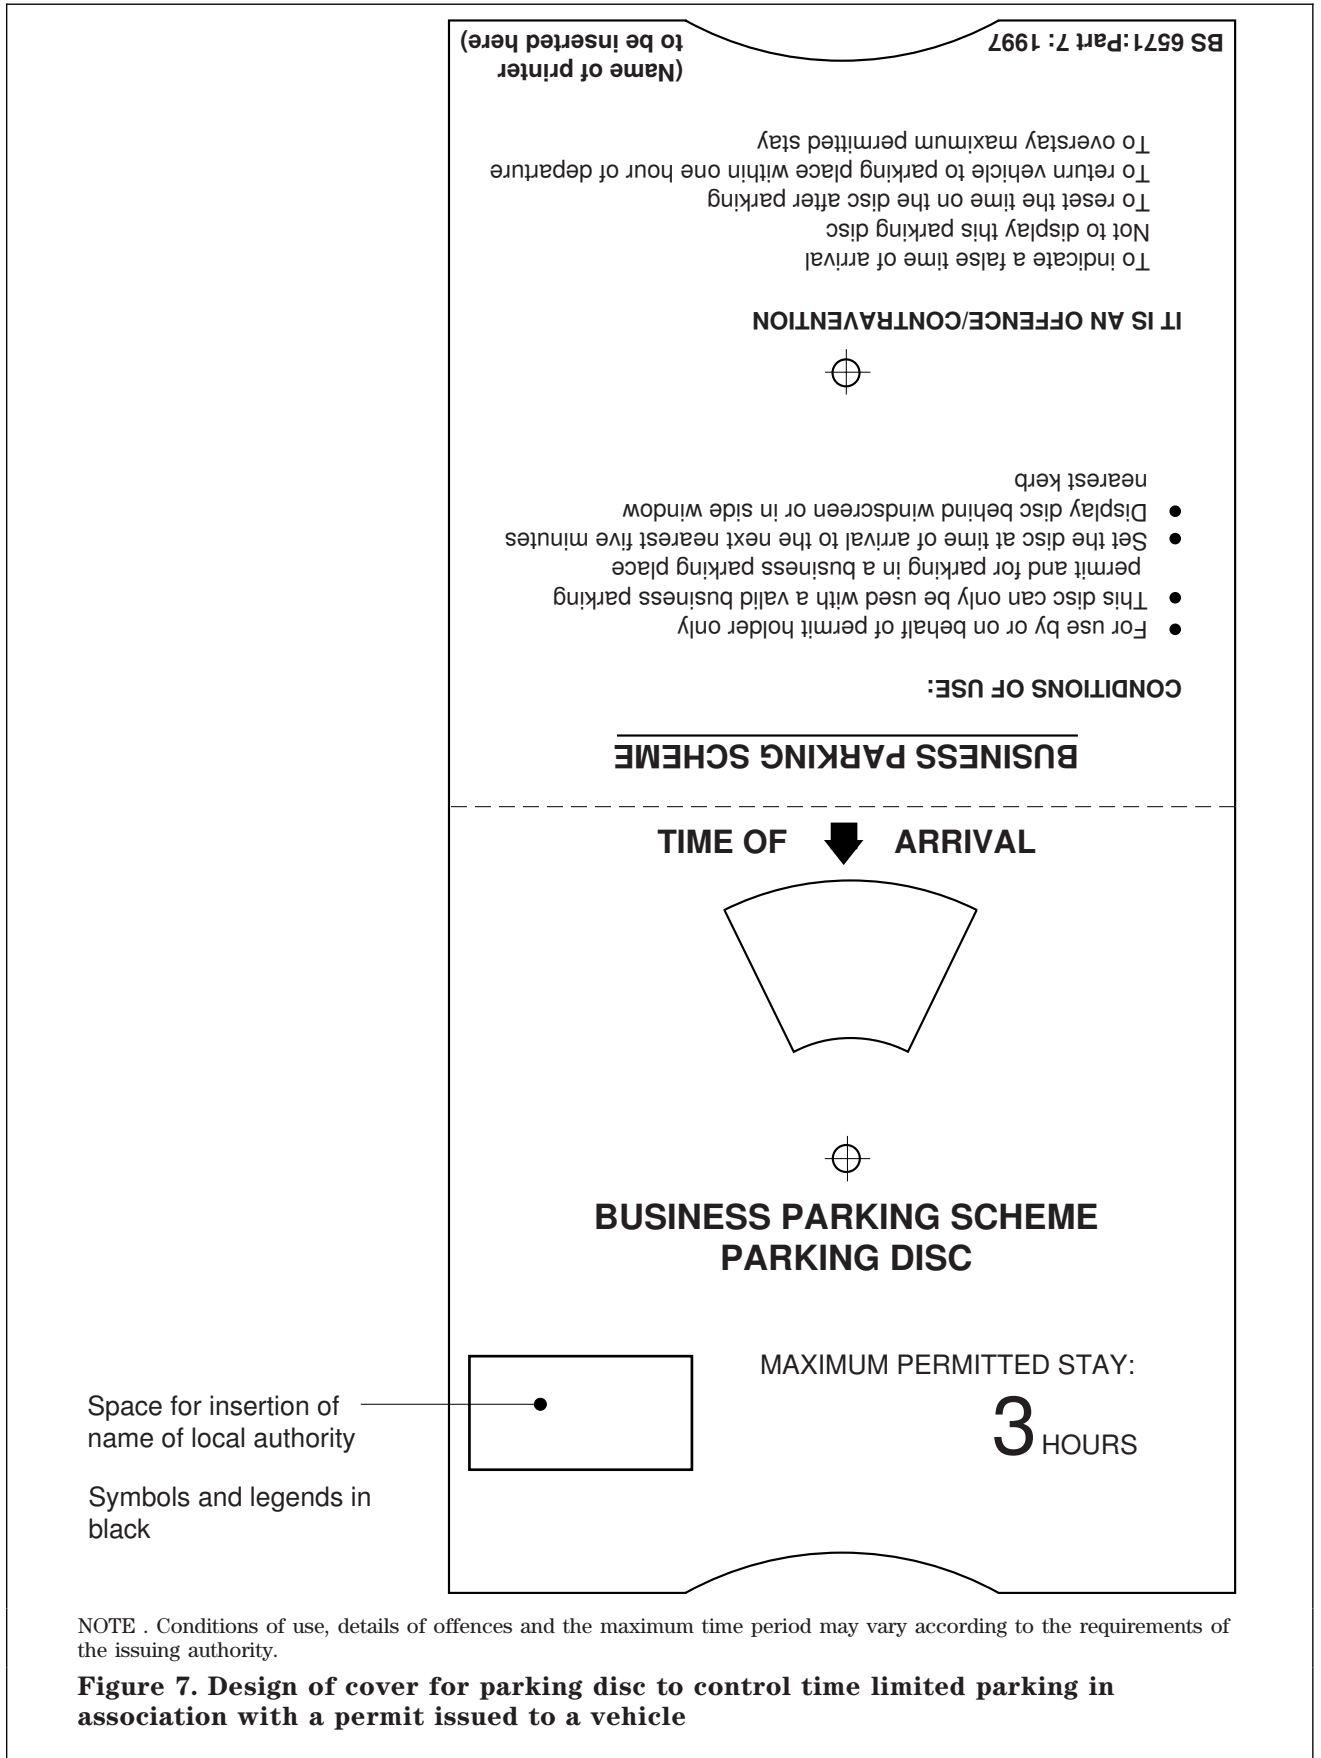 BS 6571:Part 7: 1997
(Name of printer
to be inserted here)
IT IS AN OFFENCE/CONTRAVENTION
To indicate a false time of arrival
Not to display this parking disc
To reset the time on the disc after parking
To return vehicle to parking place within one hour of departure
To overstay maximum permitted stay
BUSINESS PARKING SCHEME
CONDITIONS OF USE:
● For use by or on behalf of permit holder only
● This disc can only be used with a valid business parking
permit and for parking in a business parking place
● Set the disc at time of arrival to the next nearest five minutes
● Display disc behind windscreen or in side window
nearest kerb
TIME OF ARRIVAL
BUSINESS PARKING SCHEME
PARKING DISC
MAXIMUM PERMITTED STAY:
3 HOURS
Space for insertion of
name of local authority
Symbols and legends in
black
NOTE . Conditions of use, details of offences and the maximum time period may vary according to the requirements of
the issuing authority.
Figure 7. Design of cover for parking disc to control time limited parking in
association with a permit issued to a vehicle